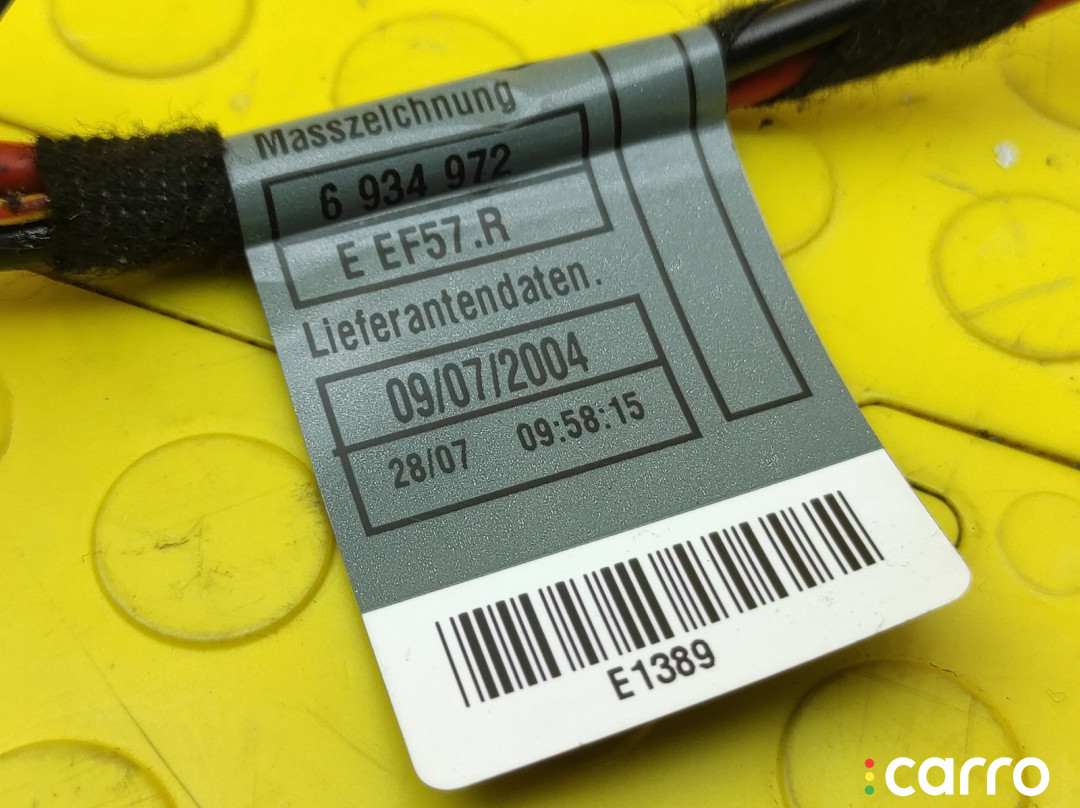 Masszeichnung
6 934 972
E EF57.R
Lieferantendaten.
09/07/2004
28/07 09:58:15
E1389
carro